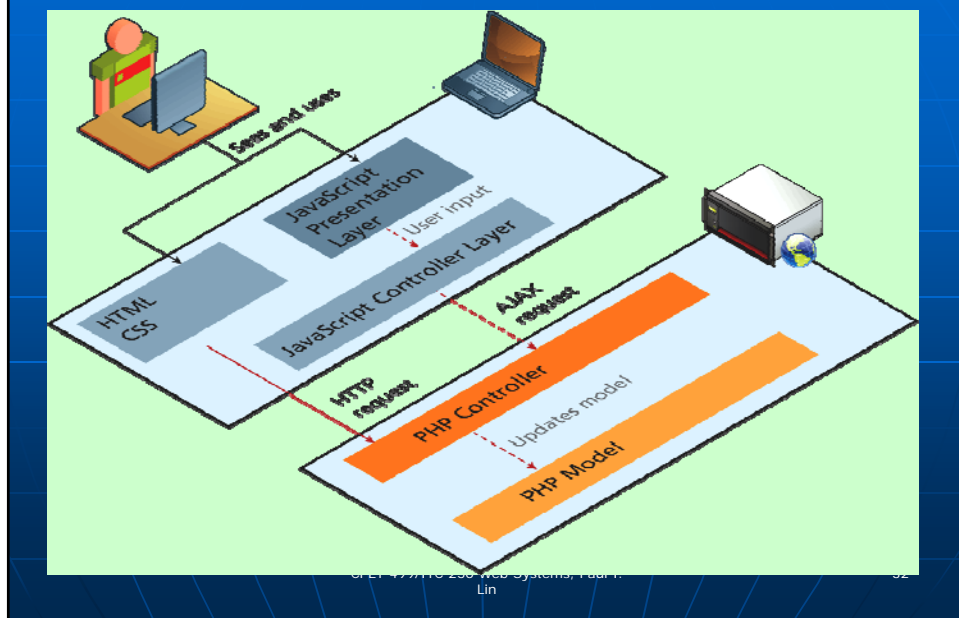 Sees and uses
JavaScript
Presentation
Layer
User input
JavaScript Controller Layer
HTML
CSS
AJAX
request
HTTP
request
PHP Controller
Updates model
PHP Model
Web Systems, Paul I.
Lin